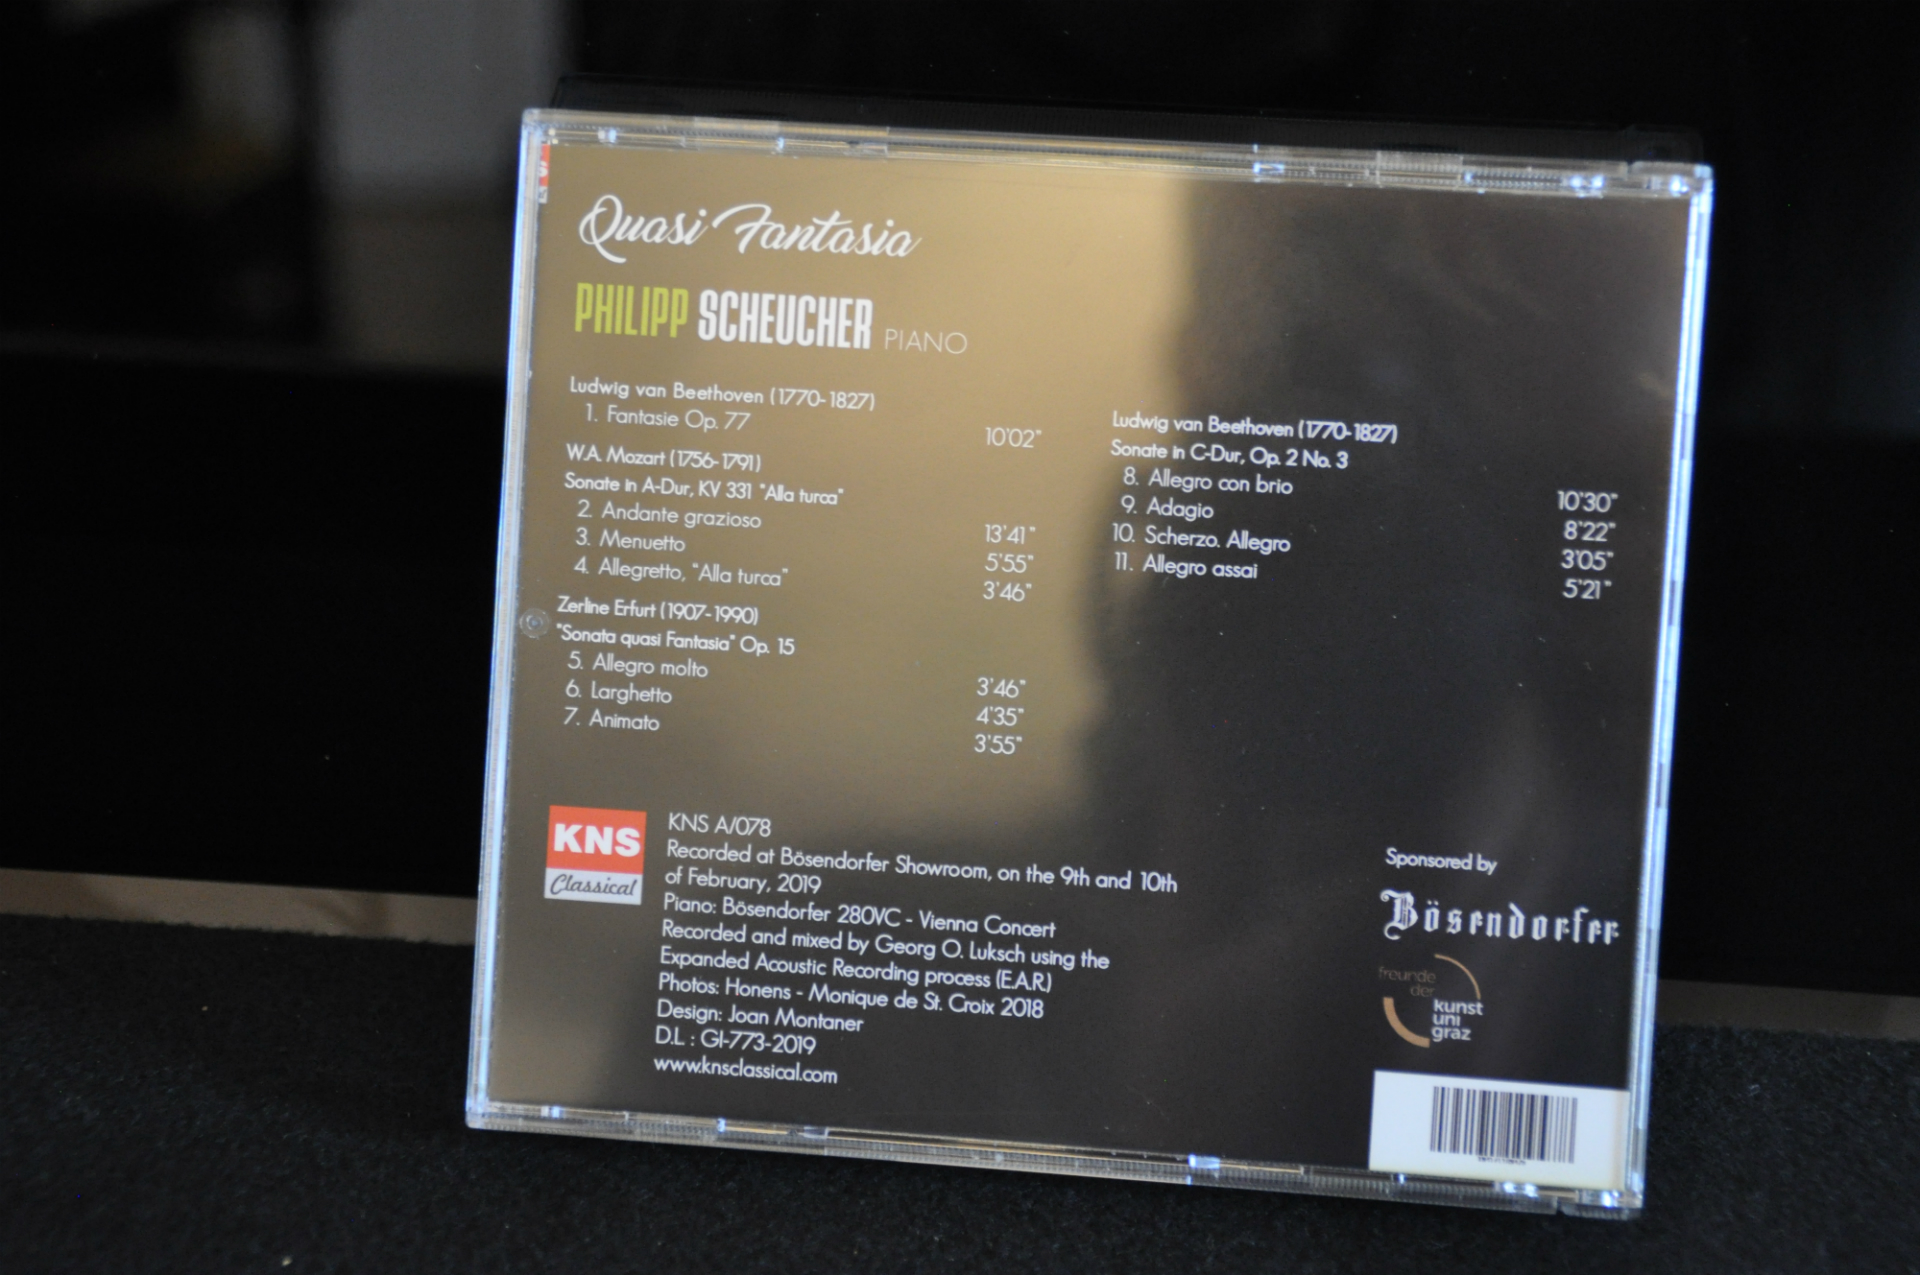 Quasi Fantasia
PHILIPP SCHEUCHER PIANO
Ludwig van Beethoven (1770-1827)
1. Fantasie Op. 77 10'02"
W.A. Mozart (1756-1791)
Sonate in A-Dur, KV 331 "Alla turca"
2. Andante grazioso 13'41"
3. Menuetto 5'55"
4. Allegretto, "Alla turca" 3'46"
Zerline Erfurt (1907-1990)
"Sonata quasi Fantasia" Op. 15
5. Allegro molto 3'46"
6. Larghetto 4'35"
7. Animato 3'55"
Ludwig van Beethoven (1770-1827)
Sonate in C-Dur, Op. 2 No. 3
8. Allegro con brio 10'30"
9. Adagio 8'22"
10. Scherzo. Allegro 3'05"
11. Allegro assai 5'21"
KNS
Classical
KNS A/078
Recorded at Bösendorfer Showroom, on the 9th and 10th
of February, 2019
Piano: Bösendorfer 280VC - Vienna Concert
Recorded and mixed by Georg O. Luksch using the
Expanded Acoustic Recording process (E.A.R.)
Photos: Honens - Monique de St. Croix 2018
Design: Joan Montaner
D.L : GI-773-2019
www.knsclassical.com
Sponsored by
Bösendorfer
freunde
der
kunst
uni
graz